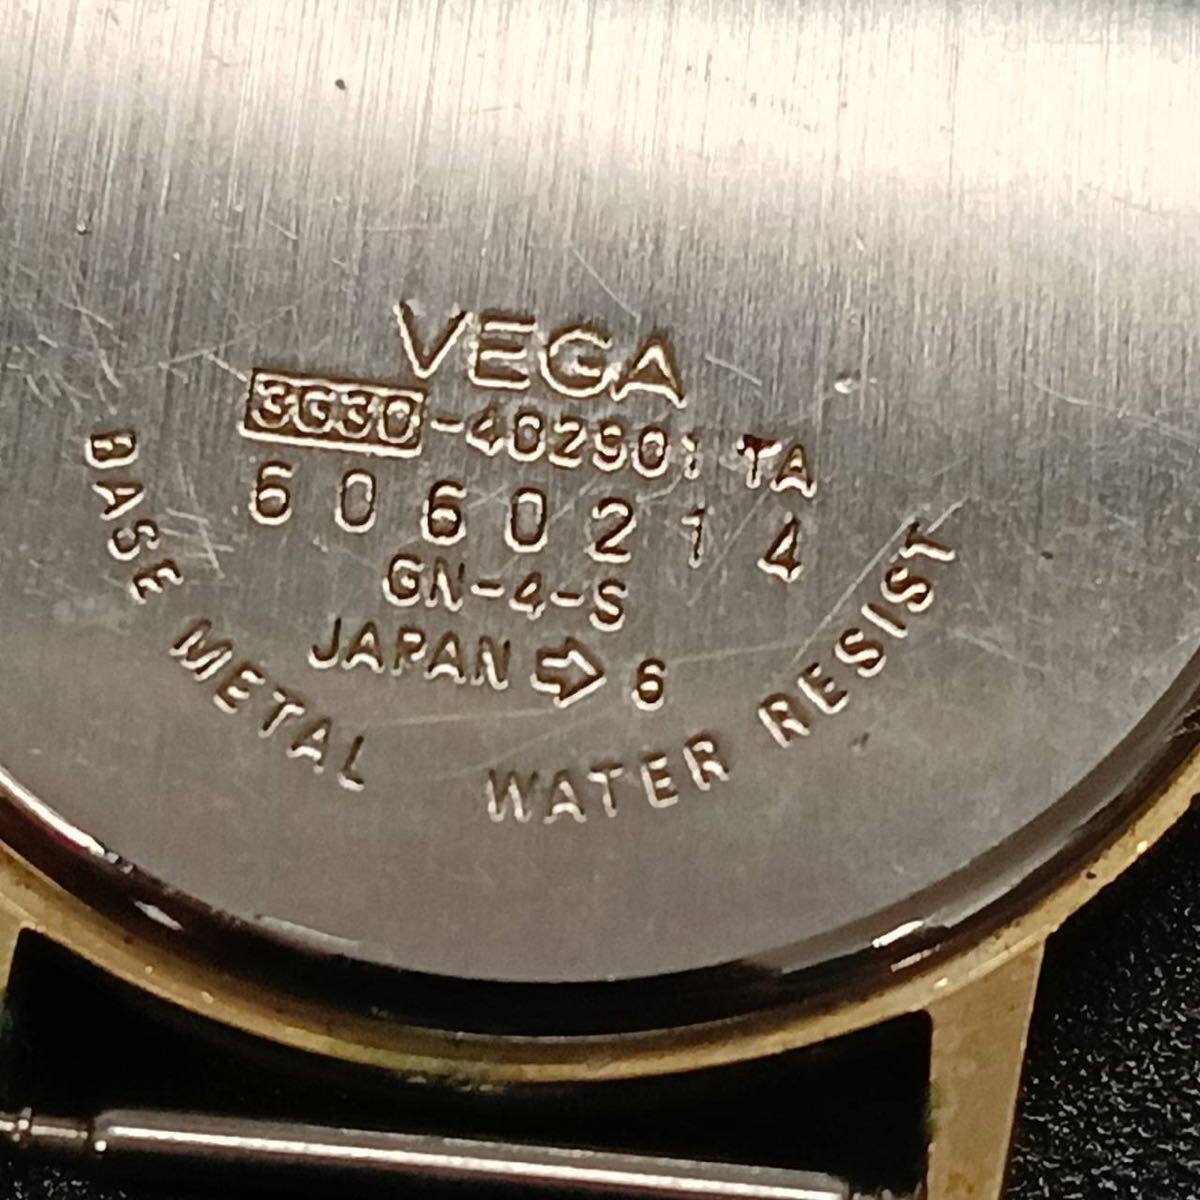 VEGA
3G30-402901 TA
6060214
GN-4-S
JAPAN ⇨ 6
BASE METAL WATER RESIST